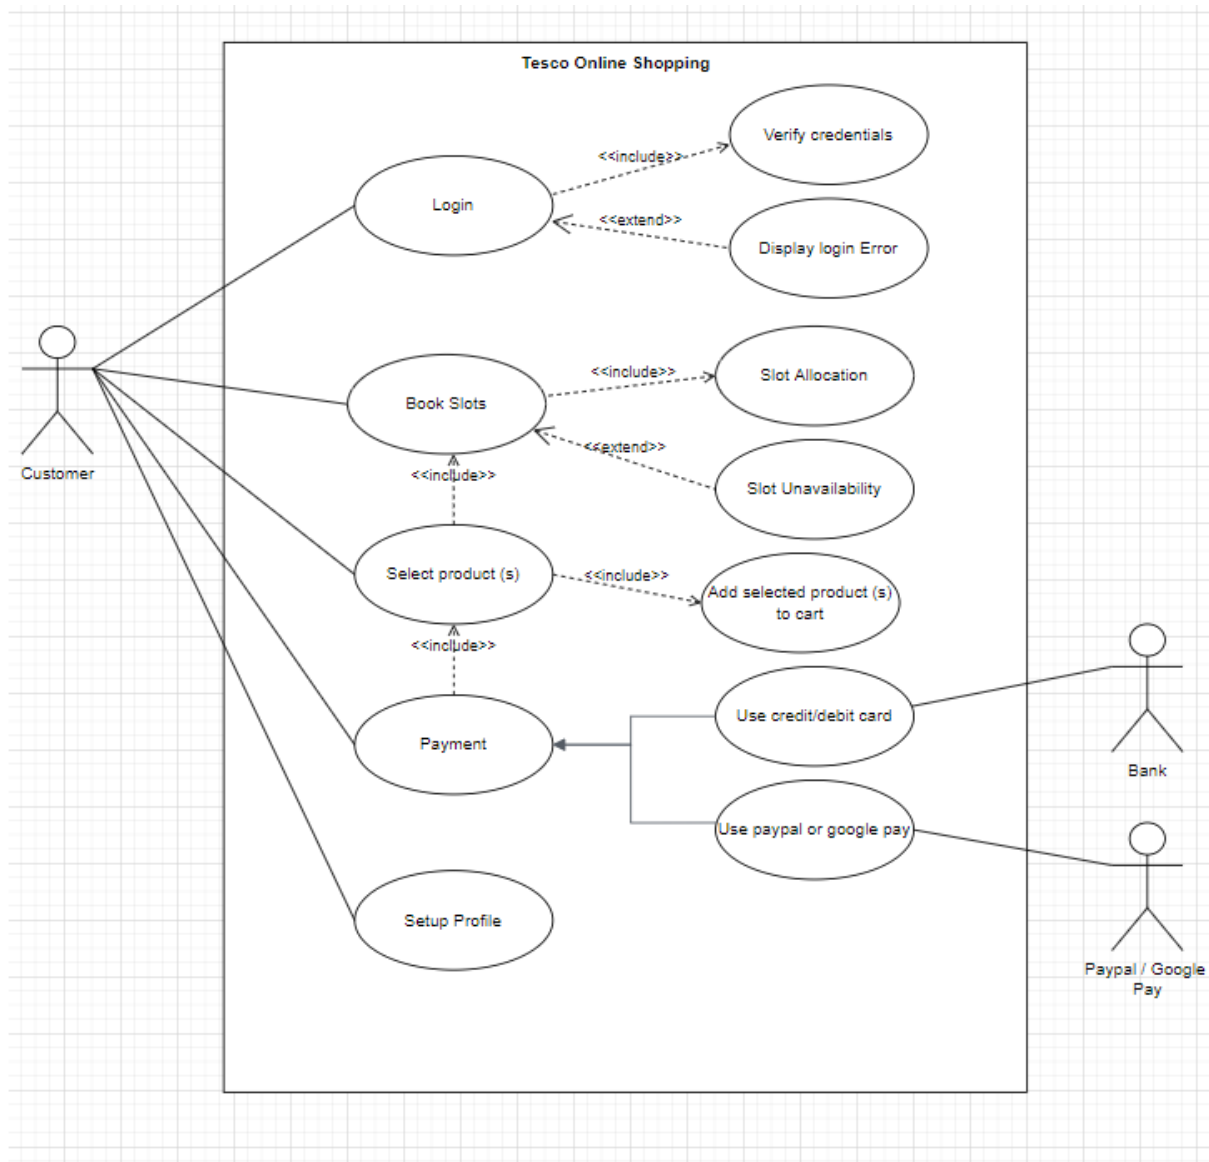 Tesco Online Shopping
Verify credentials
<<include>>
Login
<<extend>>
Display login Error
<<include>>
Slot Allocation
Book Slots
<<extend>>
Customer
<<include>>
Slot Unavailability
Select product (s)
<<include>>
Add selected product (s)
to cart
<<include>>
Use credit/debit card
Payment
Bank
Use paypal or google pay
Setup Profile
Paypal / Google
Pay